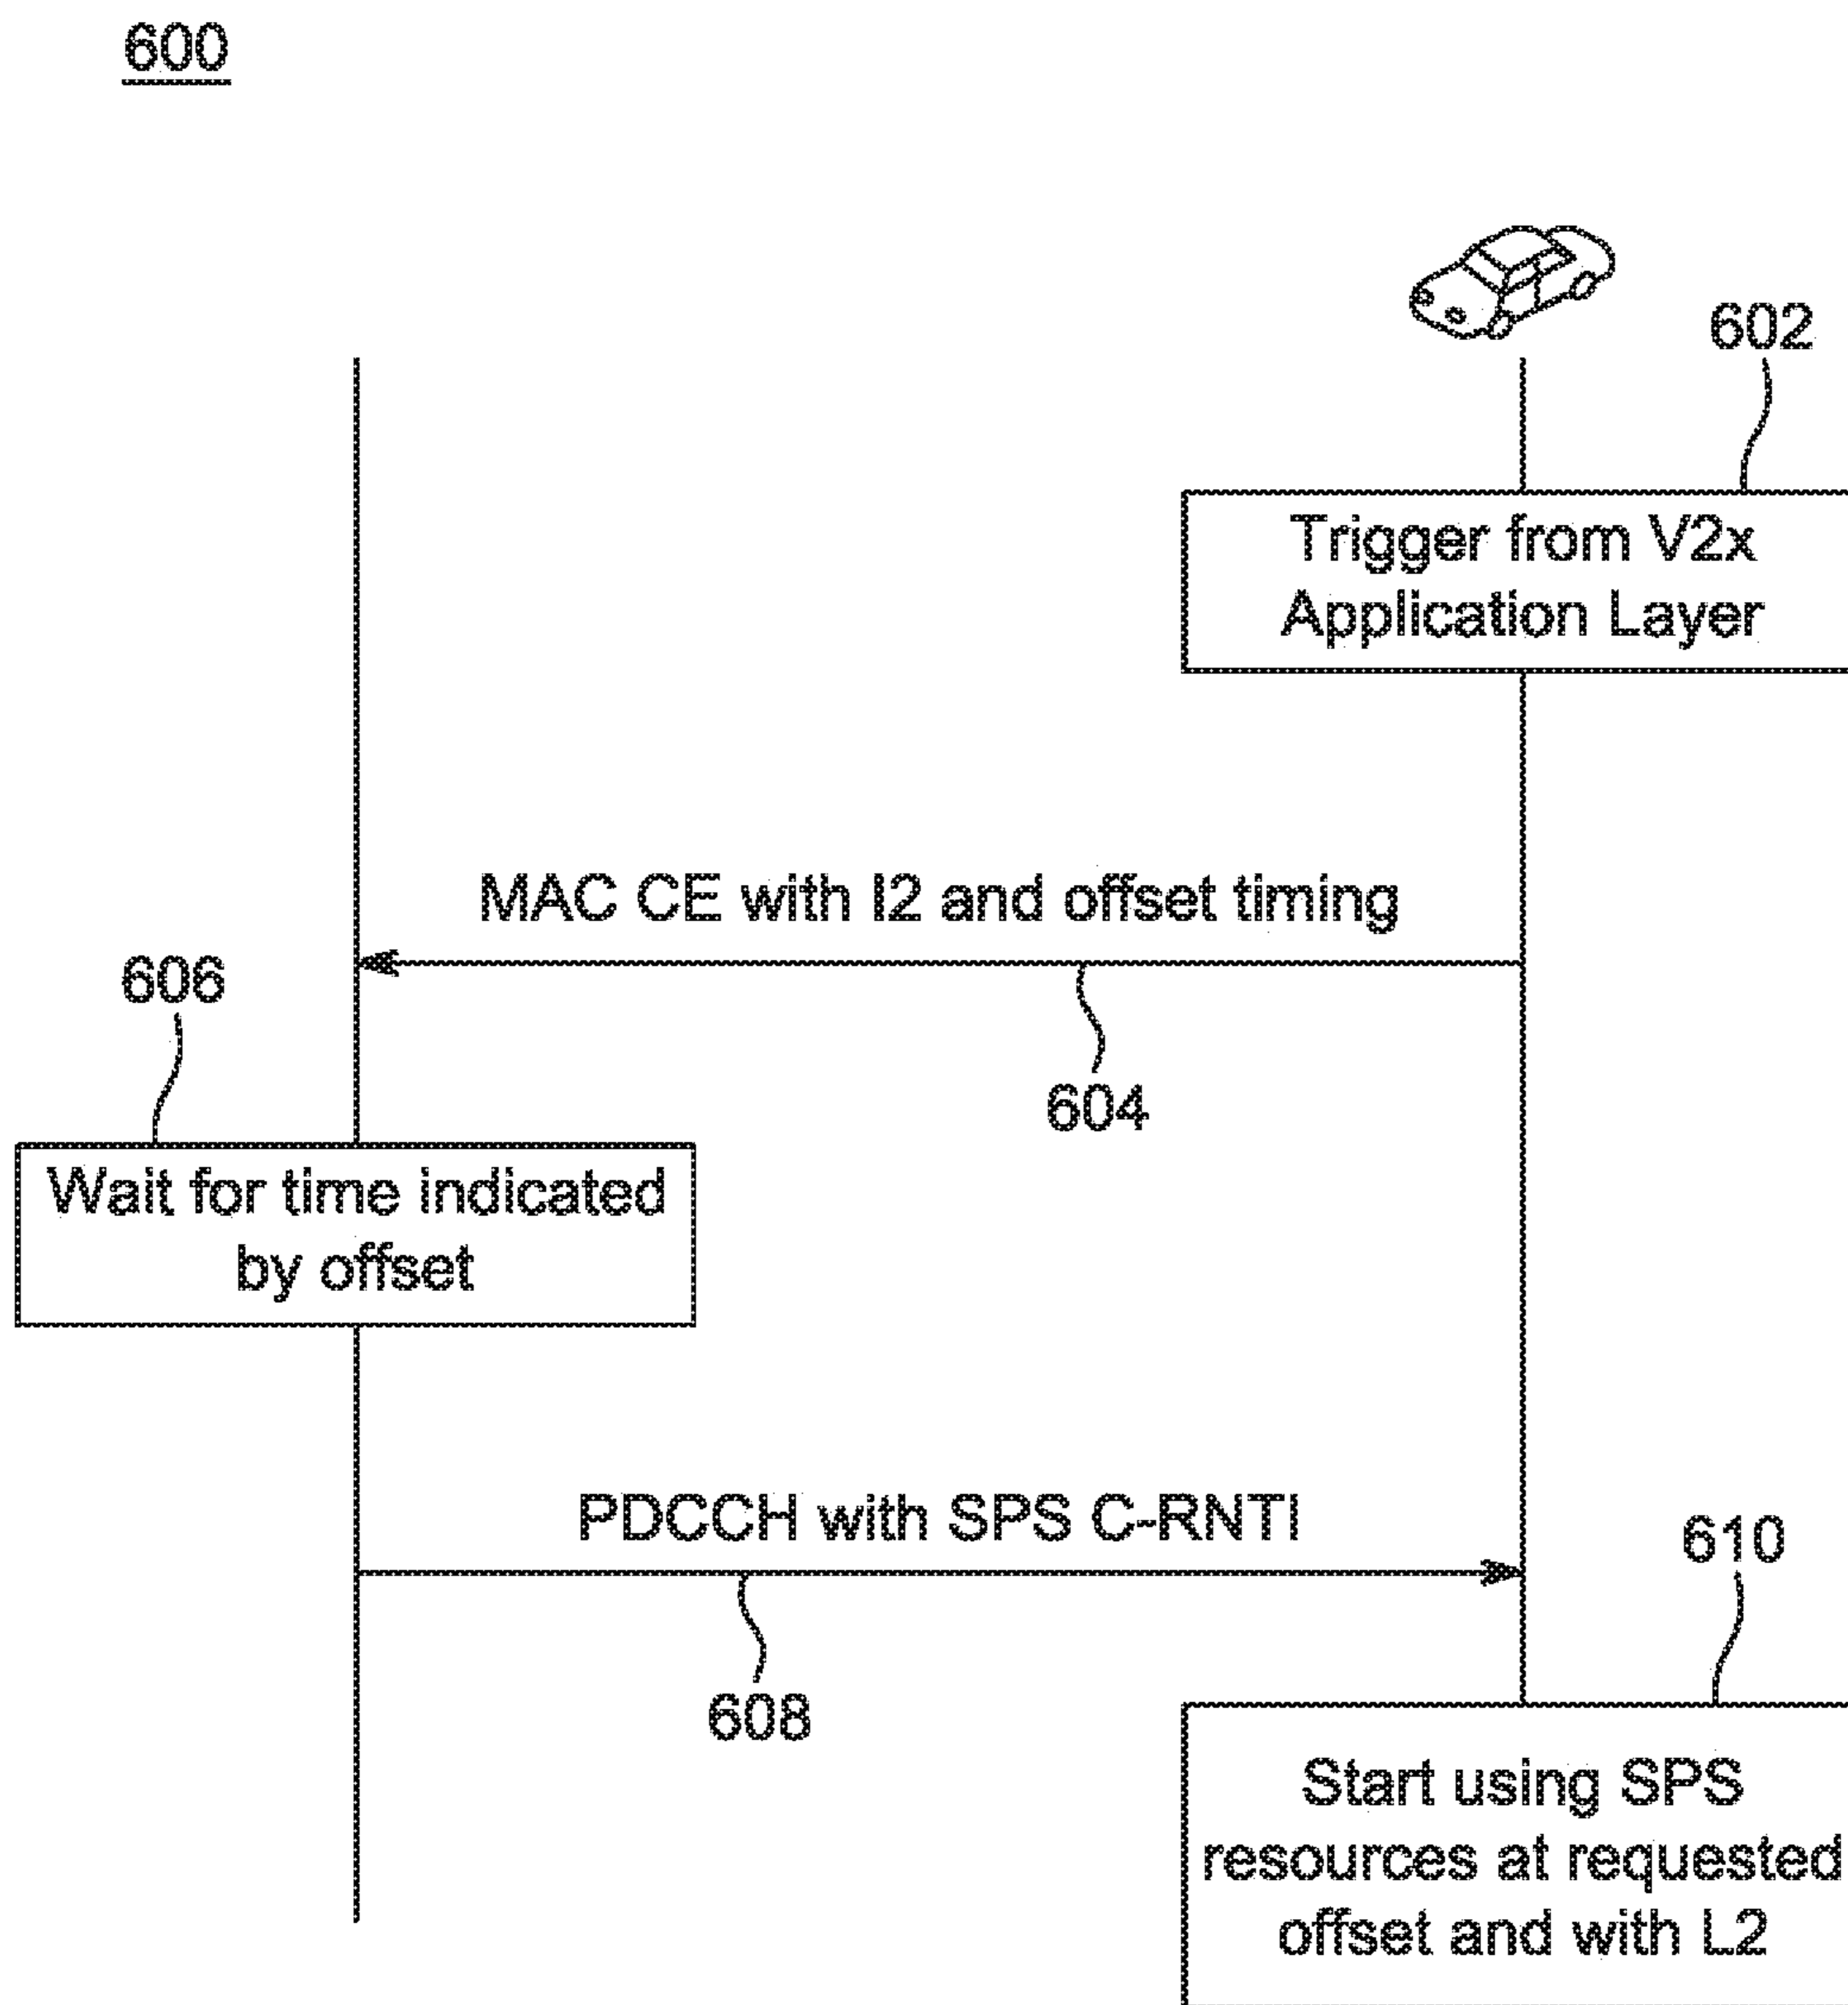 600
602
Trigger from V2x
Application Layer
MAC CE with I2 and offset timing
604
606
Wait for time indicated
by offset
PDCCH with SPS C-RNTI
608
610
Start using SPS
resources at requested
offset and with L2